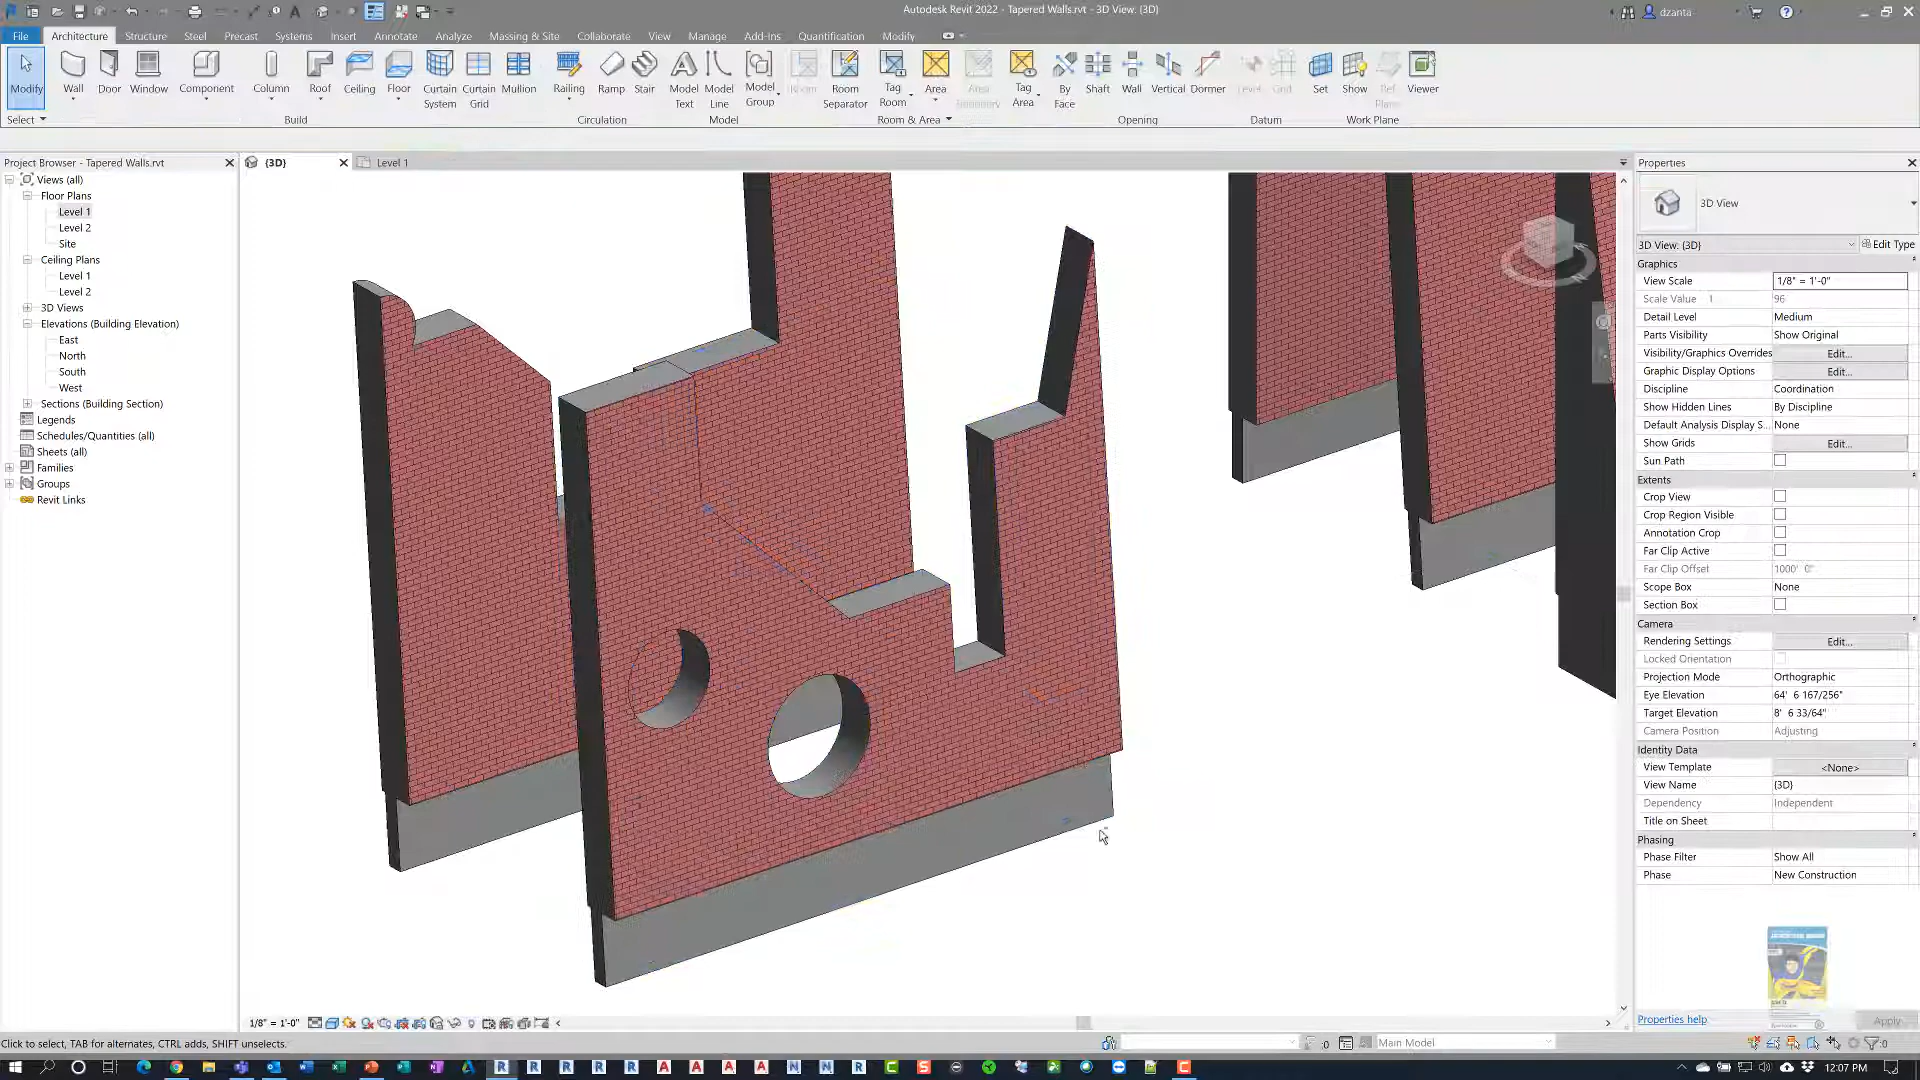 Autodesk Revit 2022 - Tapered Walls.rvt - 3D View: {3D}
dzanta
File Architecture Structure Steel Precast Systems Insert Annotate Analyze Massing & Site Collaborate View Manage Add-Ins Quantification Modify
Modify Wall Door Window Component Column Roof Ceiling Floor Curtain System Curtain Grid Mullion Railing Ramp Stair Model Text Model Line Model Group Room Room Separator Tag Room Area Area Boundary Tag Area By Face Shaft Wall Vertical Dormer Level Grid Set Show Ref Plane Viewer
Select Build Circulation Model Room & Area Opening Datum Work Plane
Project Browser - Tapered Walls.rvt
{3D}
Level 1
Views (all)
Floor Plans
Level 1
Level 2
Site
Ceiling Plans
Level 1
Level 2
3D Views
Elevations (Building Elevation)
East
North
South
West
Sections (Building Section)
Legends
Schedules/Quantities (all)
Sheets (all)
Families
Groups
Revit Links
Properties
3D View
3D View: {3D} Edit Type
Graphics
View Scale 1/8" = 1'-0"
Scale Value 1 96
Detail Level Medium
Parts Visibility Show Original
Visibility/Graphics Overrides Edit...
Graphic Display Options Edit...
Discipline Coordination
Show Hidden Lines By Discipline
Default Analysis Display S... None
Show Grids Edit...
Sun Path
Extents
Crop View
Crop Region Visible
Annotation Crop
Far Clip Active
Far Clip Offset 1000' 0"
Scope Box None
Section Box
Camera
Rendering Settings Edit...
Locked Orientation
Projection Mode Orthographic
Eye Elevation 64' 6 167/256"
Target Elevation 8' 6 33/64"
Camera Position Adjusting
Identity Data
View Template <None>
View Name {3D}
Dependency Independent
Title on Sheet
Phasing
Phase Filter Show All
Phase New Construction
Properties help Apply
1/8" = 1'-0"
Click to select, TAB for alternates, CTRL adds, SHIFT unselects.
:0
Main Model
:0
12:07 PM